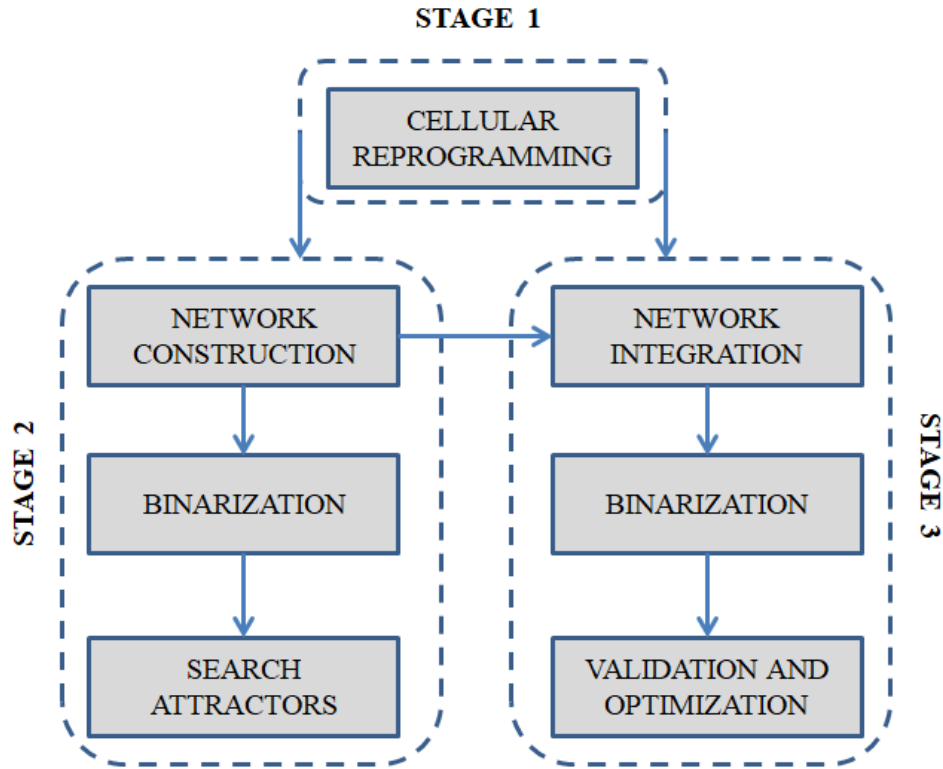 STAGE 1
CELLULAR
REPROGRAMMING
STAGE 2
NETWORK
CONSTRUCTION
BINARIZATION
SEARCH
ATTRACTORS
NETWORK
INTEGRATION
BINARIZATION
VALIDATION AND
OPTIMIZATION
STAGE 3